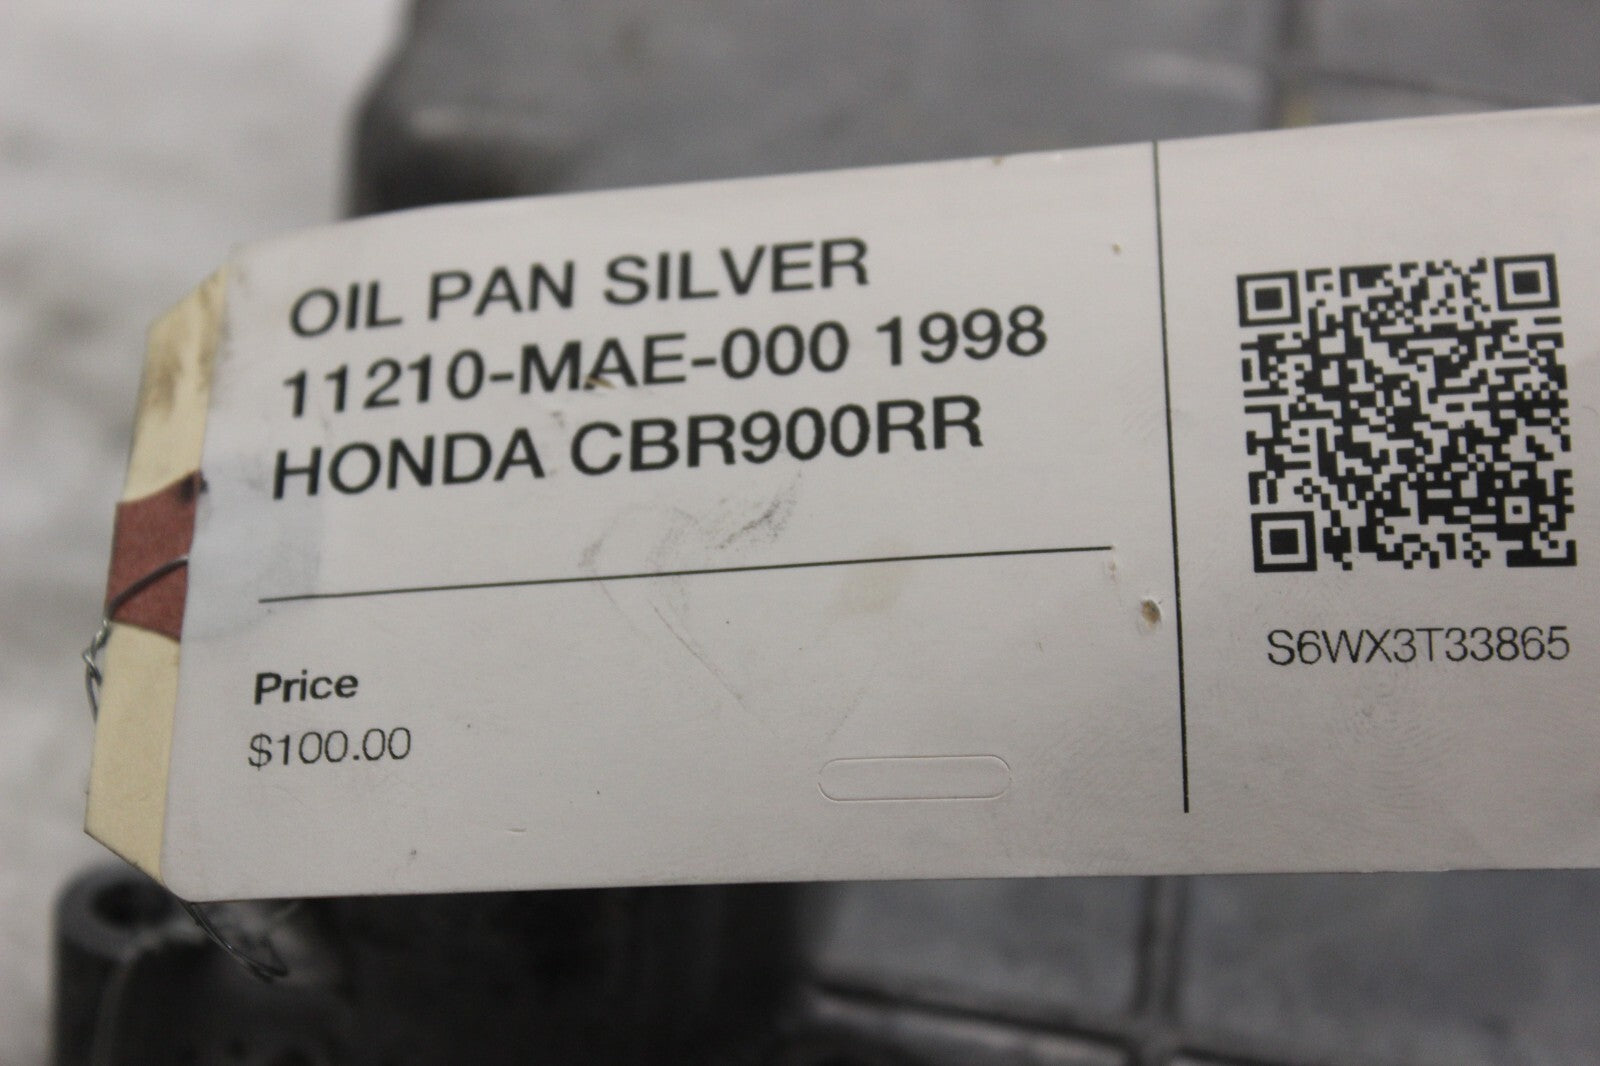 OIL PAN SILVER
11210-MAE-000 1998
HONDA CBR900RR
Price
$100.00
S6WX3T33865